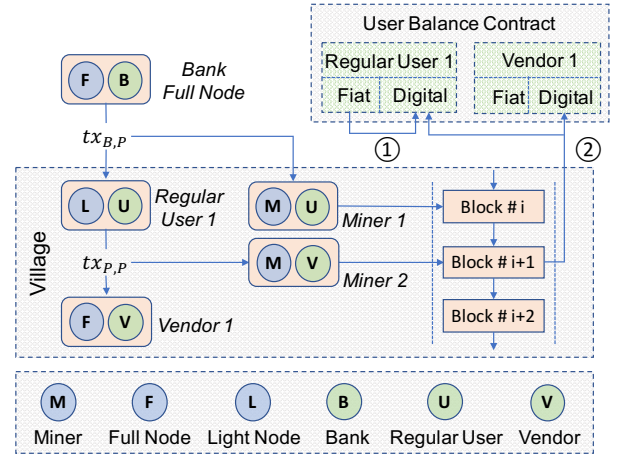 User Balance Contract
Regular User 1
Vendor 1
Fiat
Digital
Fiat
Digital
F
B
Bank
Full Node
tx_{B,P}
①
②
Village
L
U
Regular
User 1
M
U
Miner 1
Block # i
tx_{P,P}
M
V
Miner 2
Block # i+1
F
V
Vendor 1
Block # i+2
M
F
L
B
U
V
Miner
Full Node
Light Node
Bank
Regular User
Vendor